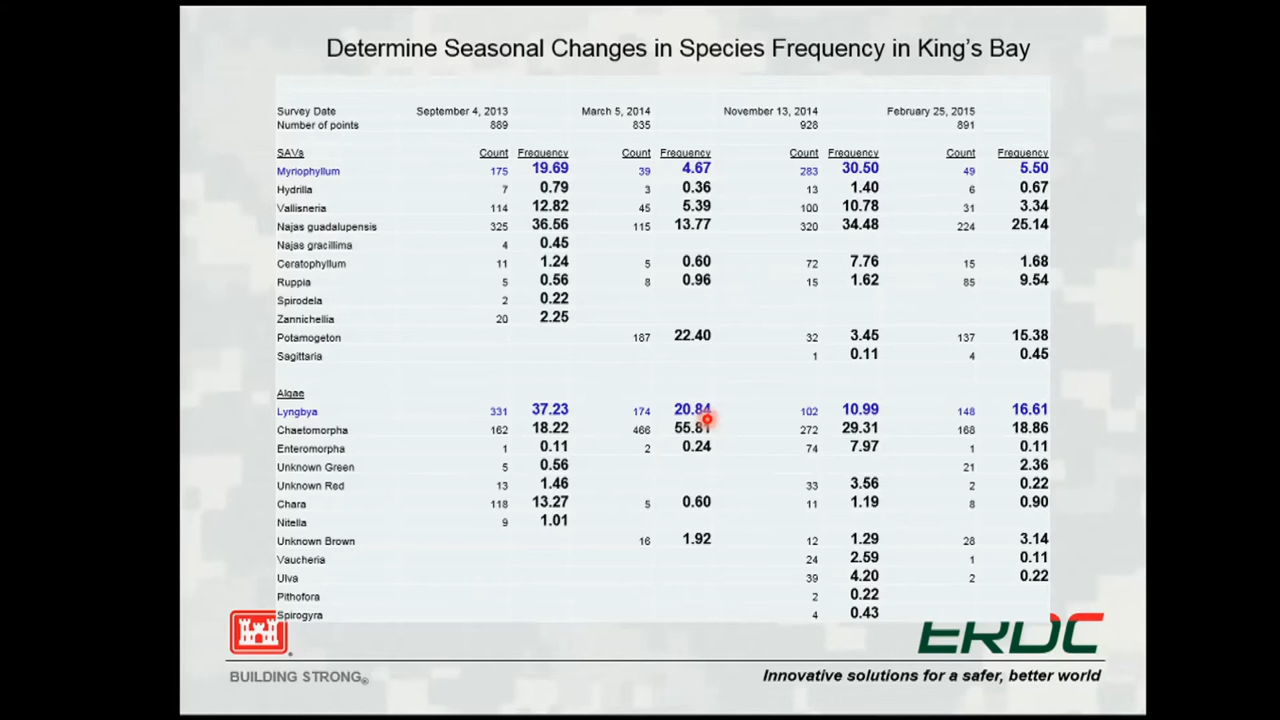 Determine Seasonal Changes in Species Frequency in King's Bay
Survey Date September 4, 2013 March 5, 2014 November 13, 2014 February 25, 2015
Number of points 889 835 928 891
SAVs Count Frequency Count Frequency Count Frequency Count Frequency
Myriophyllum 175 19.69 39 4.67 283 30.50 49 5.50
Hydrilla 7 0.79 3 0.36 13 1.40 6 0.67
Vallisneria 114 12.82 45 5.39 100 10.78 31 3.34
Najas guadalupensis 325 36.56 115 13.77 320 34.48 224 25.14
Najas gracillima 4 0.45
Ceratophyllum 11 1.24 5 0.60 72 7.76 15 1.68
Ruppia 5 0.56 8 0.96 15 1.62 85 9.54
Spirodela 2 0.22
Zannichellia 20 2.25
Potamogeton 187 22.40 32 3.45 137 15.38
Sagittaria 1 0.11 4 0.45
Algae
Lyngbya 331 37.23 174 20.84 102 10.99 148 16.61
Chaetomorpha 162 18.22 466 55.81 272 29.31 168 18.86
Enteromorpha 1 0.11 2 0.24 74 7.97 1 0.11
Unknown Green 5 0.56 21 2.36
Unknown Red 13 1.46 33 3.56 2 0.22
Chara 118 13.27 5 0.60 11 1.19 8 0.90
Nitella 9 1.01
Unknown Brown 16 1.92 12 1.29 28 3.14
Vaucheria 24 2.59 1 0.11
Ulva 39 4.20 2 0.22
Pithofora 2 0.22
Spirogyra 4 0.43
ERDC
BUILDING STRONG®
Innovative solutions for a safer, better world